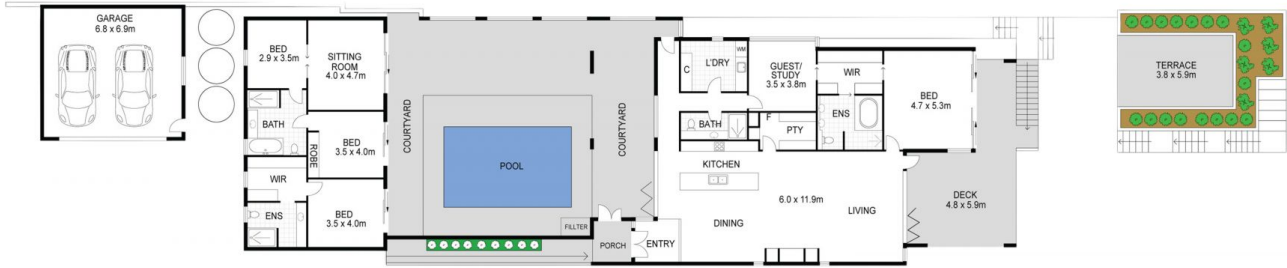 GARAGE
6.8 x 6.9m
BED
2.9 x 3.5m
SITTING
ROOM
4.0 x 4.7m
BATH
ROBE
BED
3.5 x 4.0m
WIR
ENS
BED
3.5 x 4.0m
COURTYARD
POOL
FILLTER
COURTYARD
PORCH
ENTRY
C
L'DRY
WM
BATH
GUEST/
STUDY
3.5 x 3.8m
F
PTY
WIR
ENS
BED
4.7 x 5.3m
KITCHEN
6.0 x 11.9m
DINING
LIVING
DECK
4.8 x 5.9m
TERRACE
3.8 x 5.9m